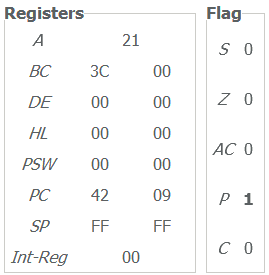 Registers
A 21
BC 3C 00
DE 00 00
HL 00 00
PSW 00 00
PC 42 09
SP FF FF
Int-Reg 00
Flag
S 0
Z 0
AC 0
P 1
C 0